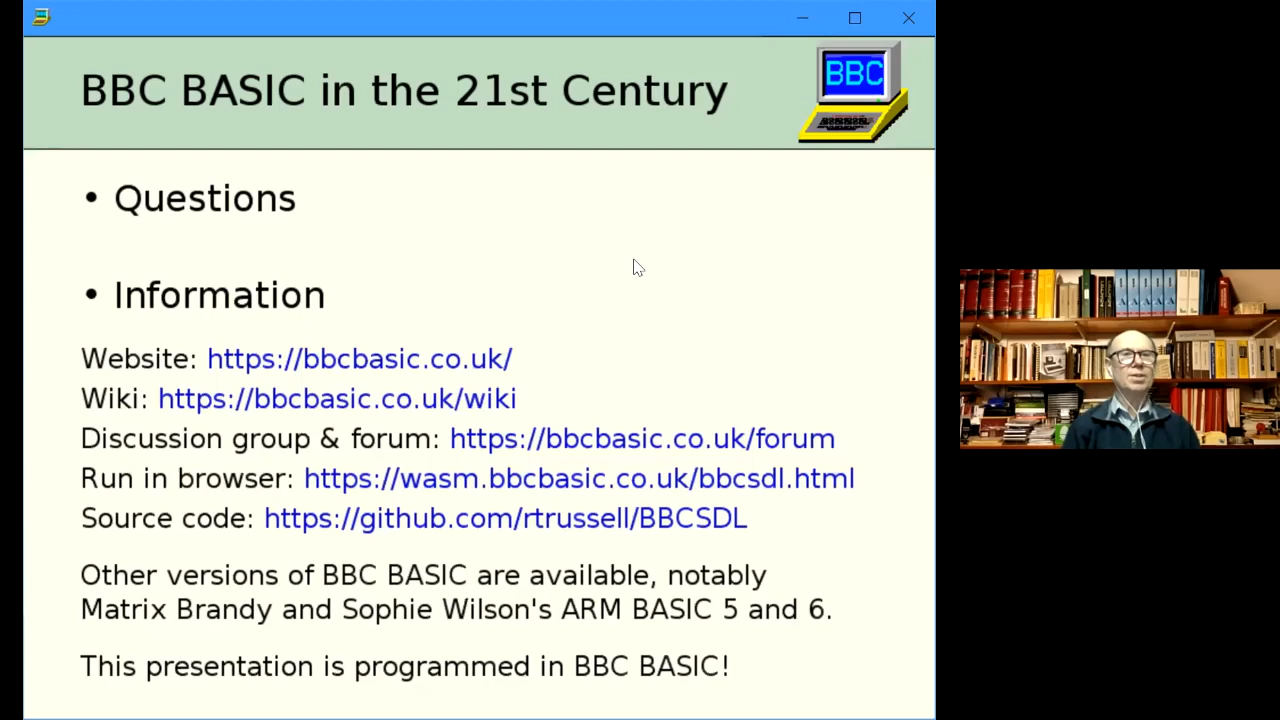 BBC BASIC in the 21st Century
BBC
• Questions
• Information
Website: https://bbcbasic.co.uk/
Wiki: https://bbcbasic.co.uk/wiki
Discussion group & forum: https://bbcbasic.co.uk/forum
Run in browser: https://wasm.bbcbasic.co.uk/bbcsdl.html
Source code: https://github.com/rtrussell/BBCSDL
Other versions of BBC BASIC are available, notably
Matrix Brandy and Sophie Wilson's ARM BASIC 5 and 6.
This presentation is programmed in BBC BASIC!